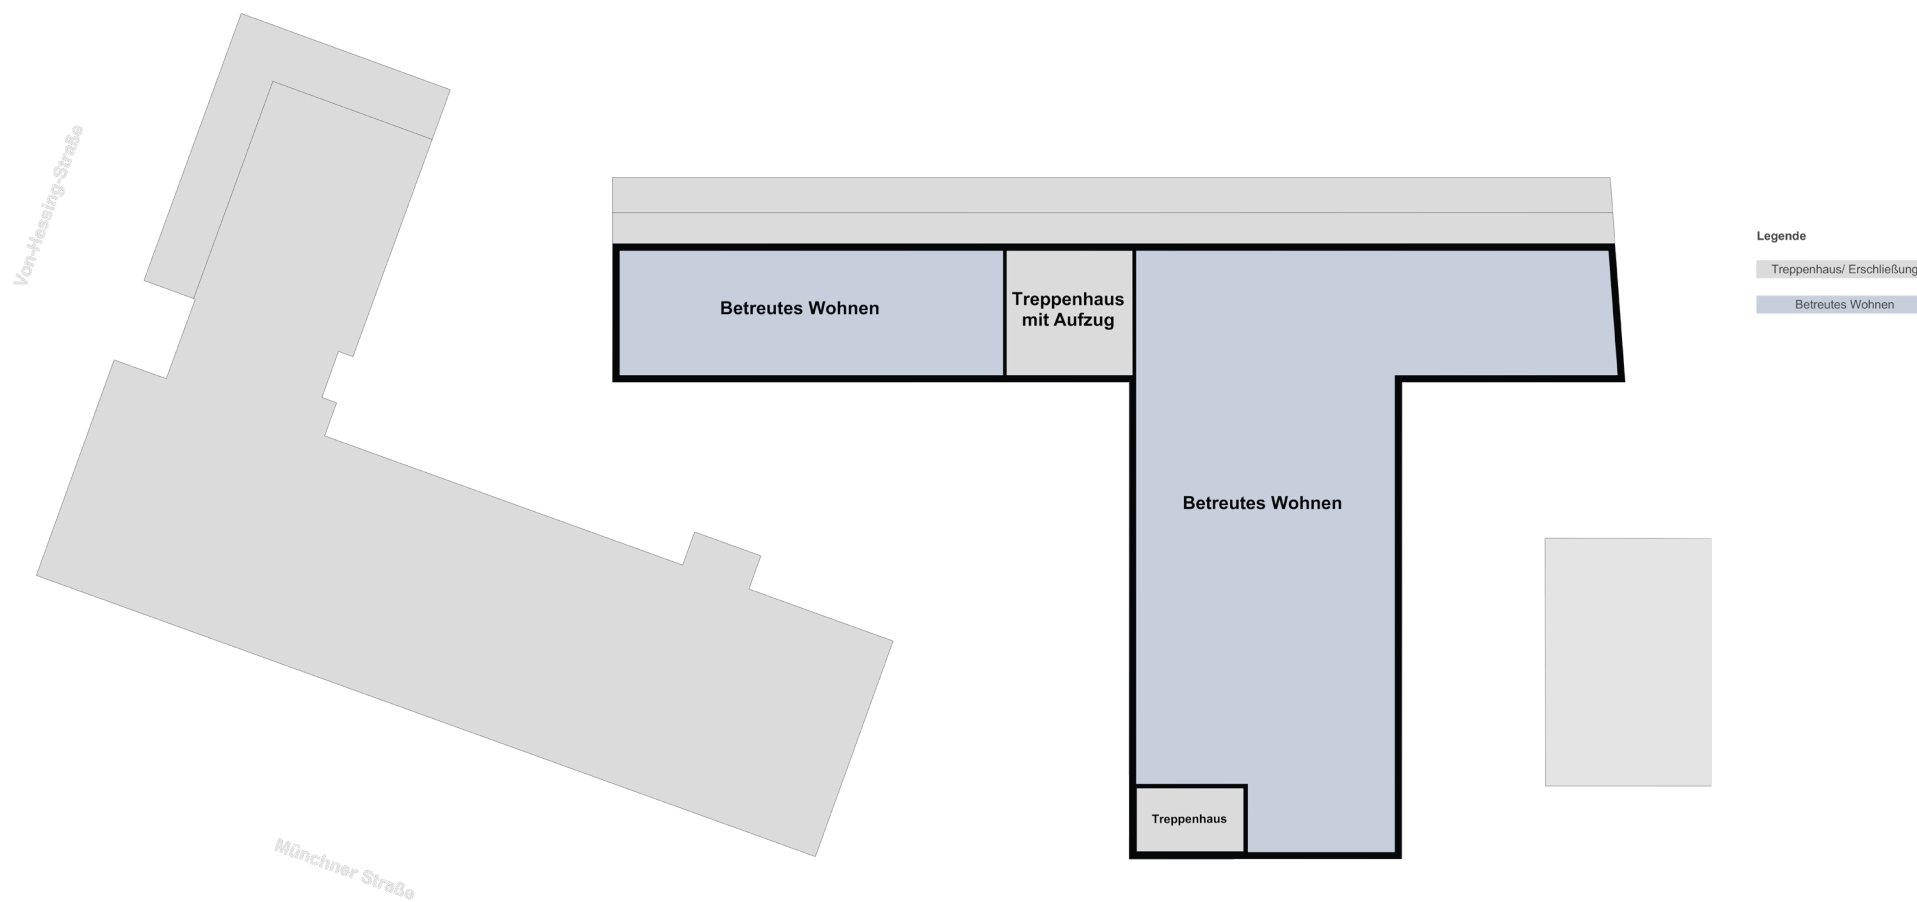 Von-Hessing-Straße
Legende
Treppenhaus/ Erschließung
Betreutes Wohnen
Betreutes Wohnen
Treppenhaus
mit Aufzug
Betreutes Wohnen
Treppenhaus
Münchner Straße